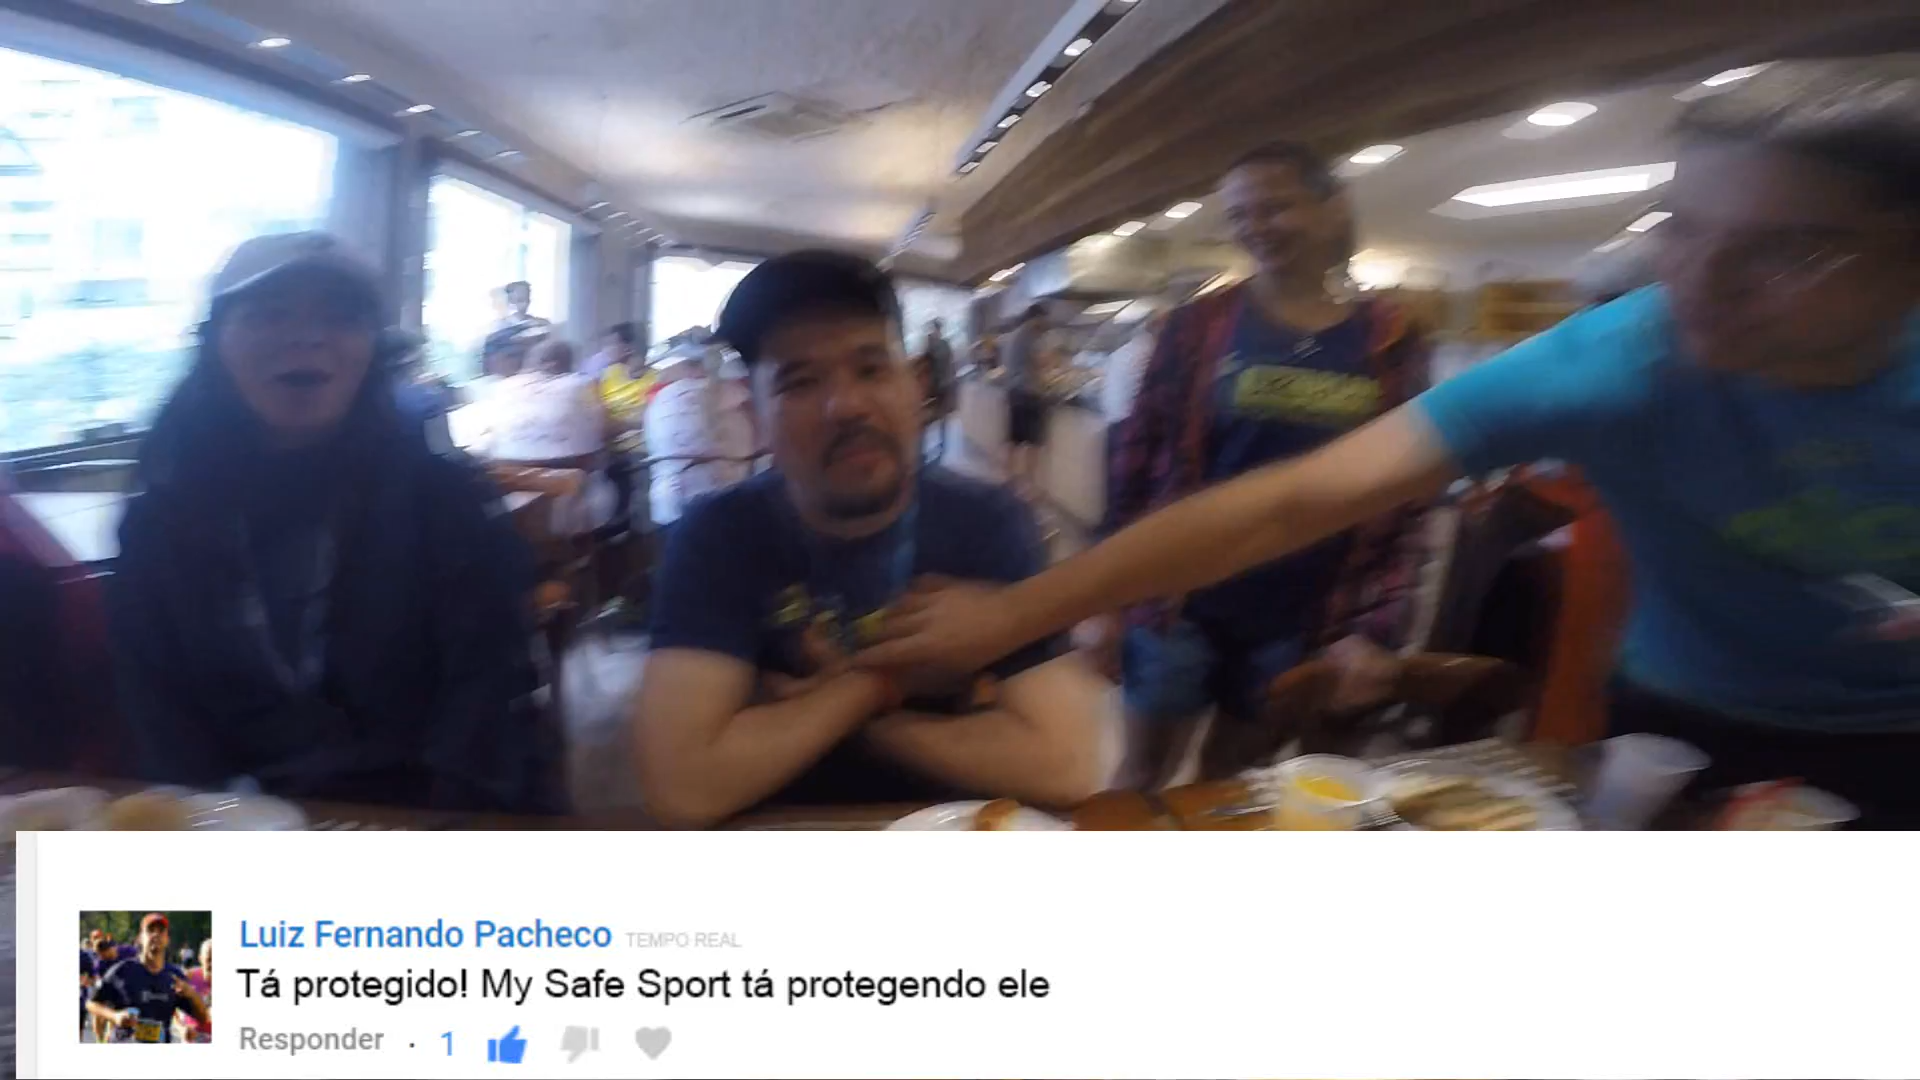 Luiz Fernando Pacheco TEMPO REAL
Tá protegido! My Safe Sport tá protegendo ele
Responder · 1